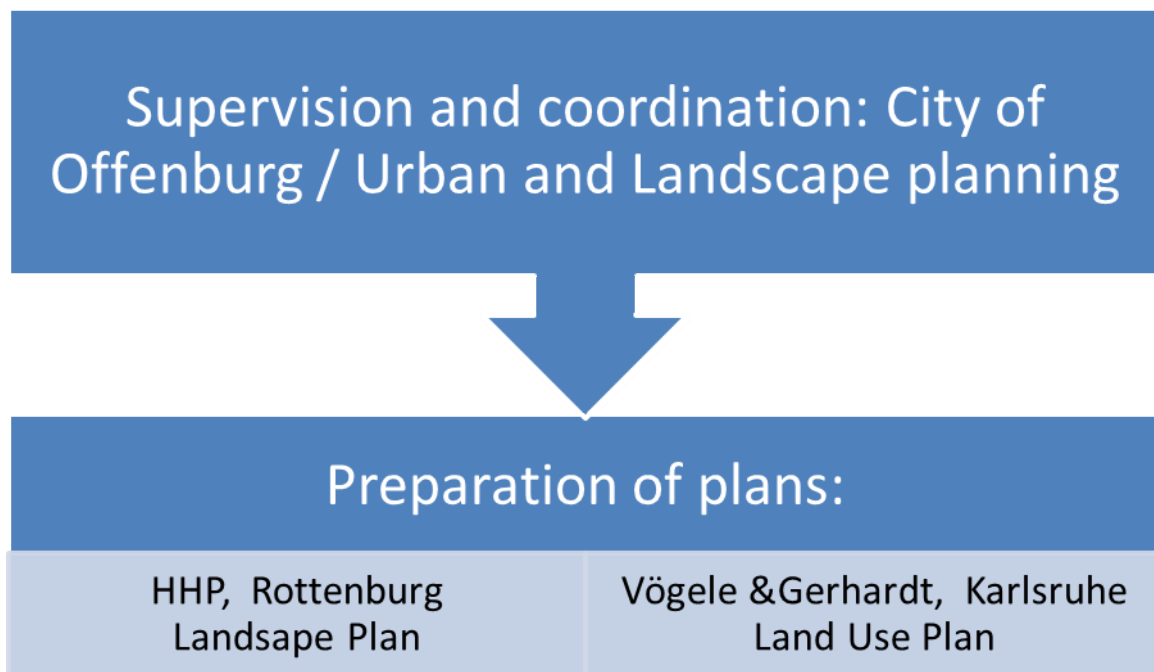 Supervision and coordination: City of
Offenburg / Urban and Landscape planning
Preparation of plans:
HHP, Rottenburg
Landsape Plan
Vögele &Gerhardt, Karlsruhe
Land Use Plan